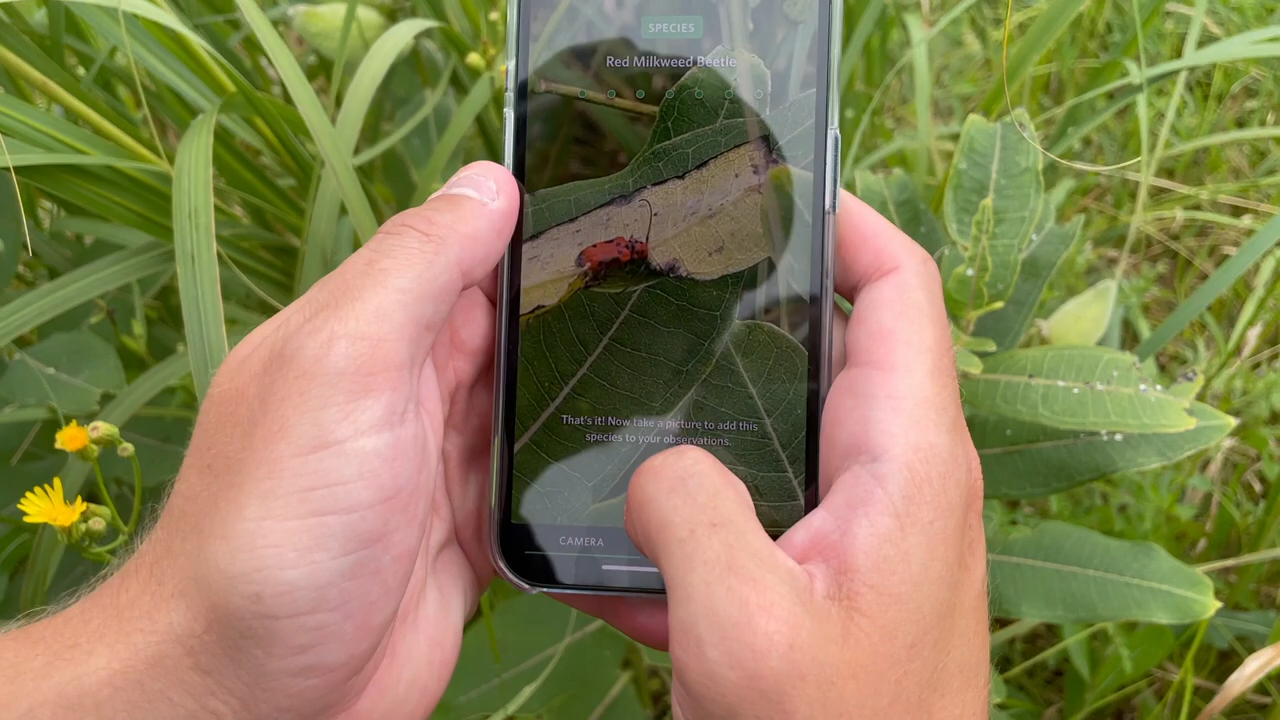 SPECIES
Red Milkweed Beetle
That's it! Now take a picture to add this
species to your observations.
CAMERA